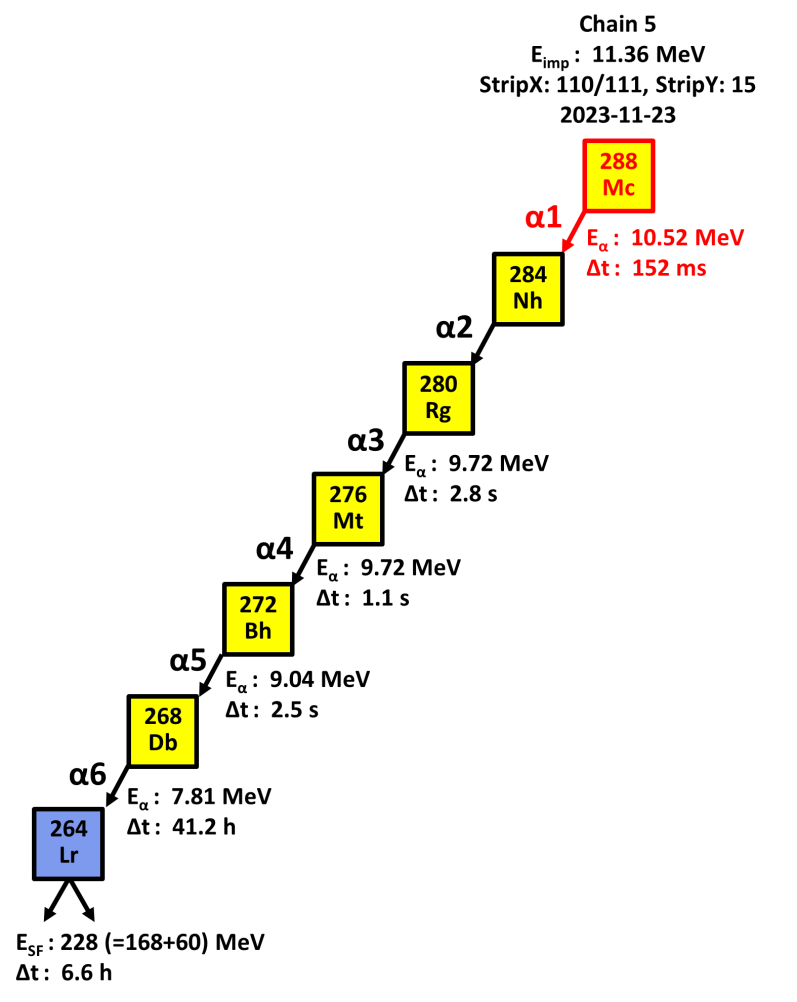 Chain 5
Eimp : 11.36 MeV
StripX: 110/111, StripY: 15
2023-11-23
288
Mc
α1
Eα : 10.52 MeV
Δt : 152 ms
284
Nh
α2
280
Rg
α3
Eα : 9.72 MeV
Δt : 2.8 s
276
Mt
α4
Eα : 9.72 MeV
Δt : 1.1 s
272
Bh
α5
Eα : 9.04 MeV
Δt : 2.5 s
268
Db
α6
Eα : 7.81 MeV
Δt : 41.2 h
264
Lr
ESF : 228 (=168+60) MeV
Δt : 6.6 h